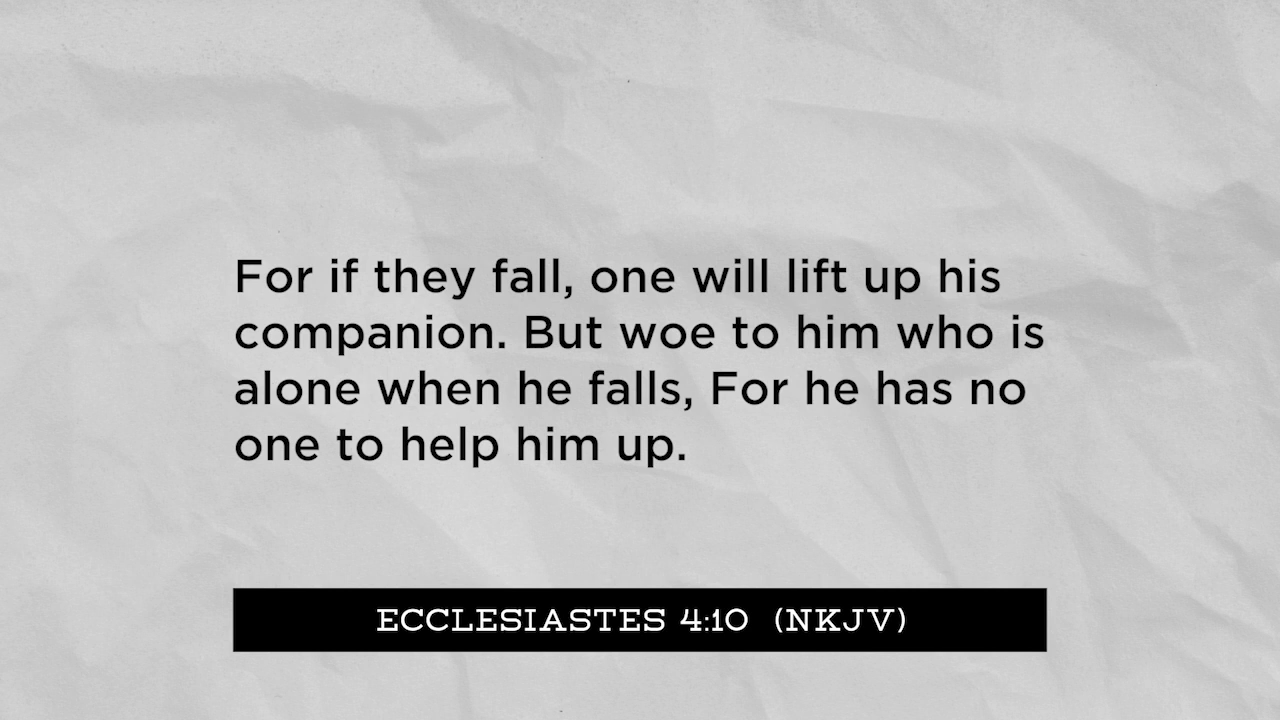 For if they fall, one will lift up his
companion. But woe to him who is
alone when he falls, For he has no
one to help him up.
ECCLESIASTES 4:10 (NKJV)